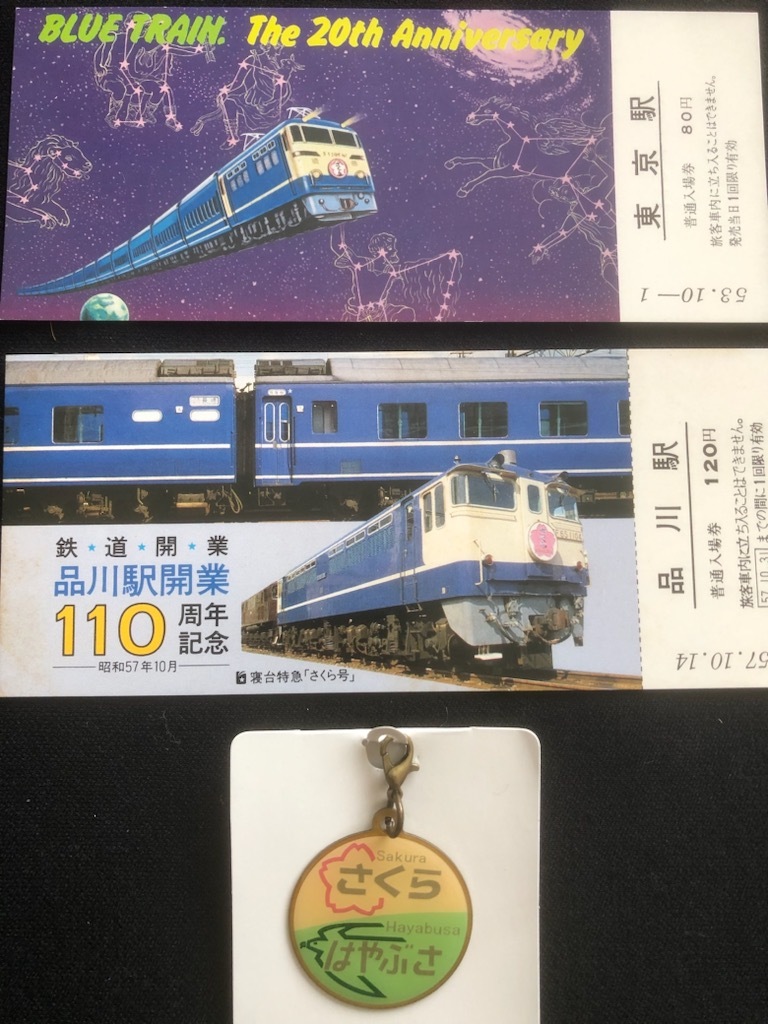 BLUE TRAIN. The 20th Anniversary
東京駅
普通入場券 80円
旅客車内に立ち入ることはできません。
発売当日1回限り有効
53.10-1
鉄★道★開★業
品川駅開業
110周年
記念
昭和57年10月
寝台特急「さくら号」
品川駅
普通入場券 120円
旅客車内に立ち入ることはできません。
57.10.31までの間に1回限り有効
57.10.14
Sakura
さくら
Hayabusa
はやぶさ